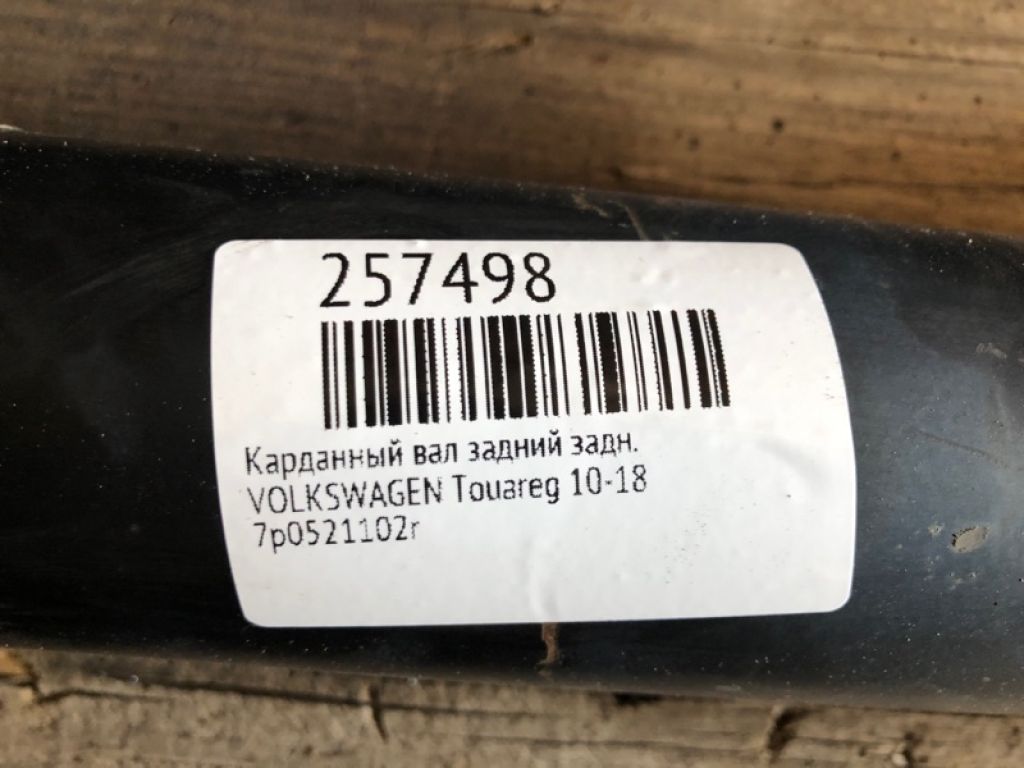 257498
Карданный вал задний задн.
VOLKSWAGEN Touareg 10-18
7p0521102r